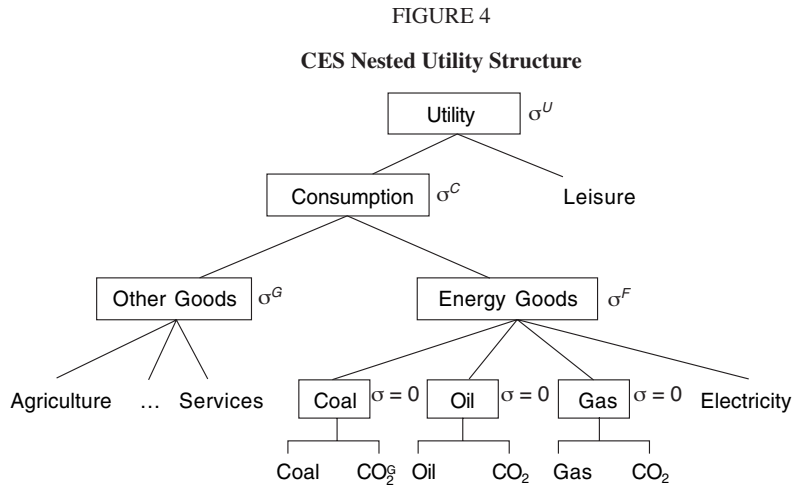 FIGURE 4
CES Nested Utility Structure
Utility σ^U
Consumption σ^C Leisure
Other Goods σ^G Energy Goods σ^F
Agriculture … Services Coal σ = 0 Oil σ = 0 Gas σ = 0 Electricity
Coal CO₂G Oil CO₂ Gas CO₂